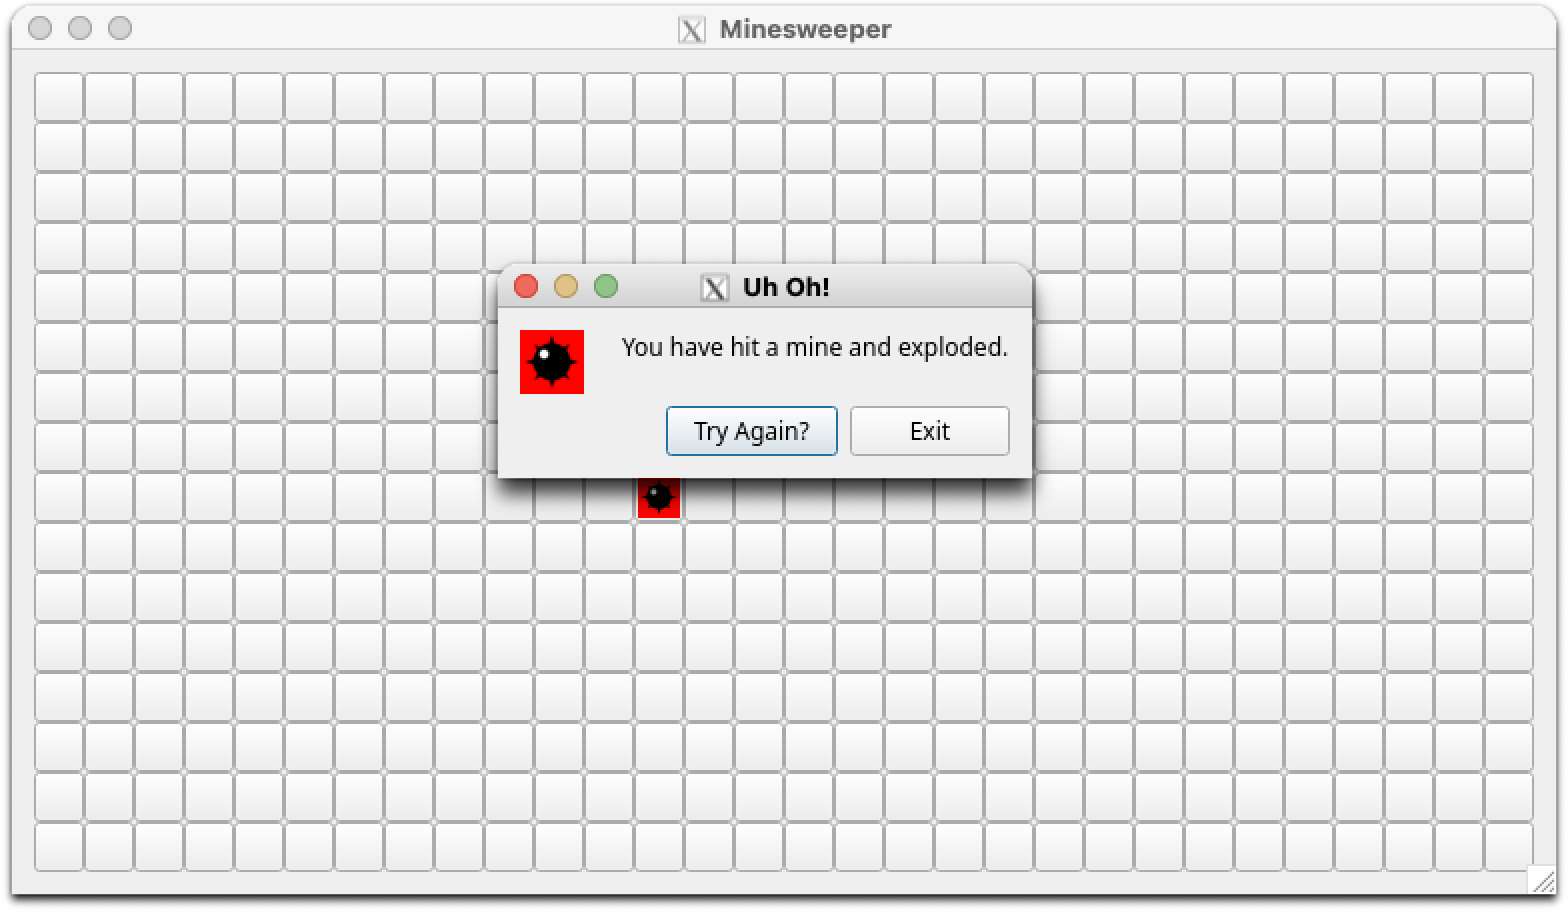 Minesweeper
Uh Oh!
You have hit a mine and exploded.
Try Again?
Exit